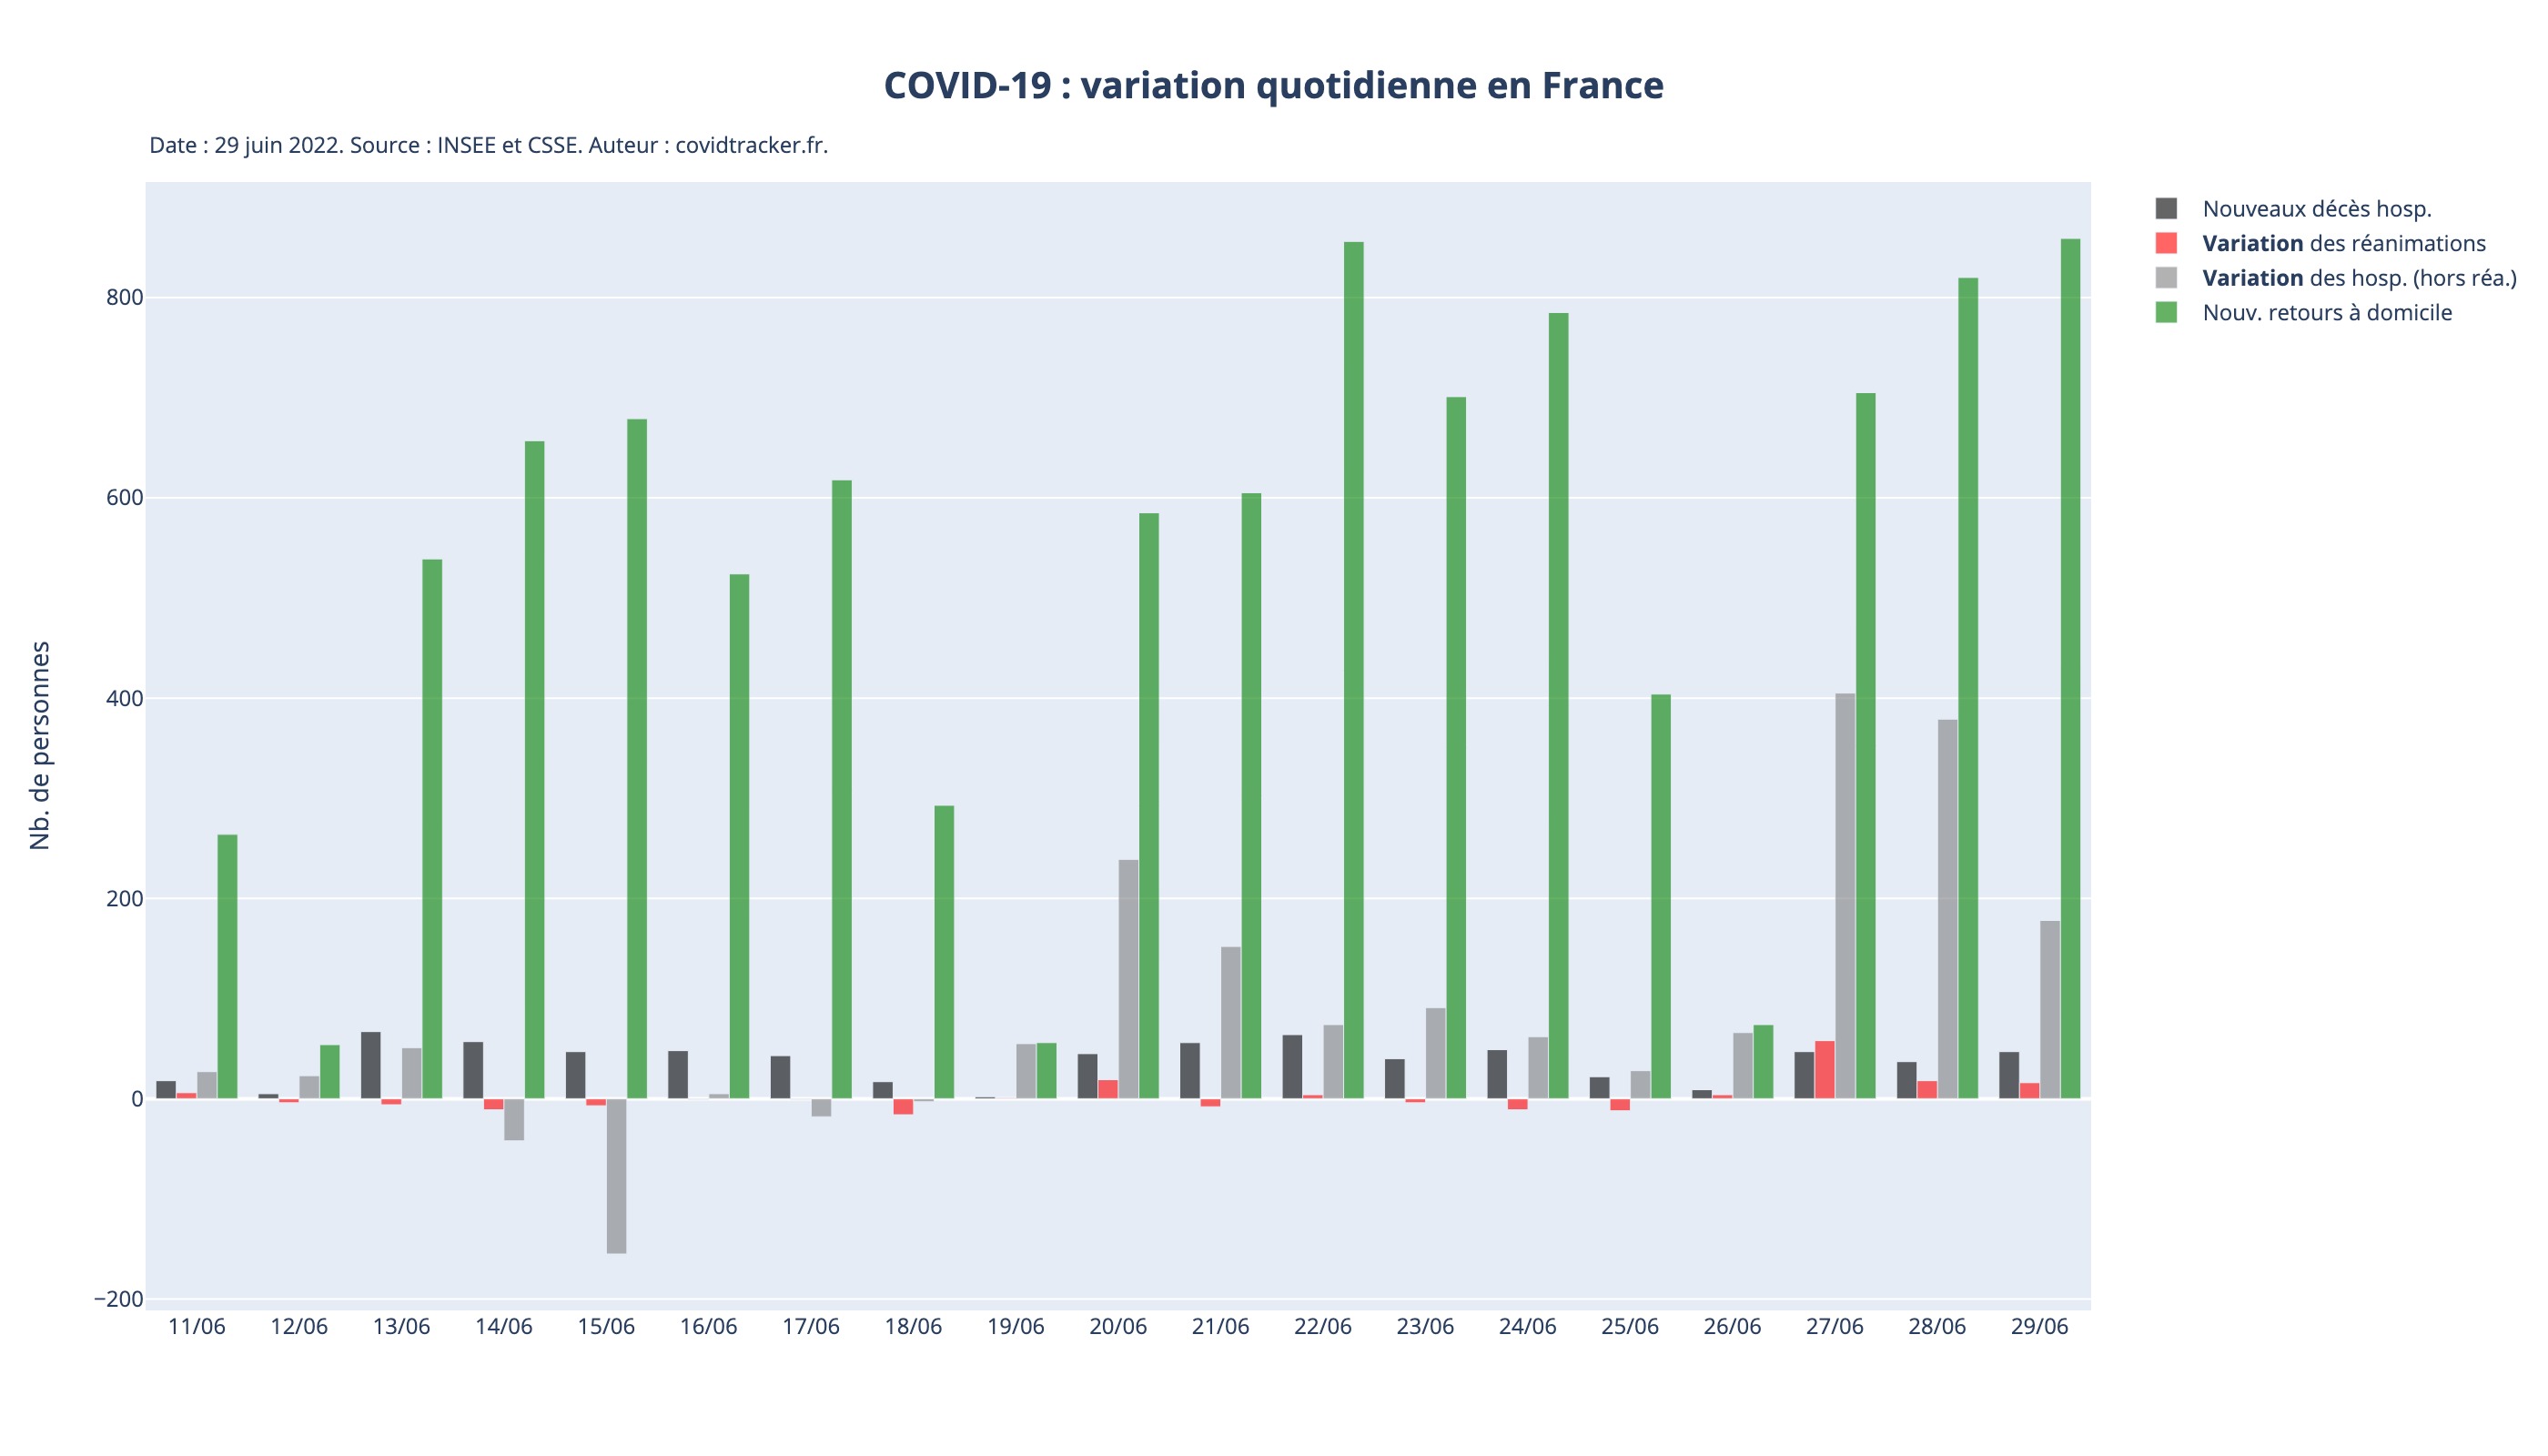 COVID-19 : variation quotidienne en France
Date : 29 juin 2022. Source : INSEE et CSSE. Auteur : covidtracker.fr.
Nouveaux décès hosp.
Variation des réanimations
Variation des hosp. (hors réa.)
Nouv. retours à domicile
Nb. de personnes
800
600
400
200
0
−200
11/06 12/06 13/06 14/06 15/06 16/06 17/06 18/06 19/06 20/06 21/06 22/06 23/06 24/06 25/06 26/06 27/06 28/06 29/06